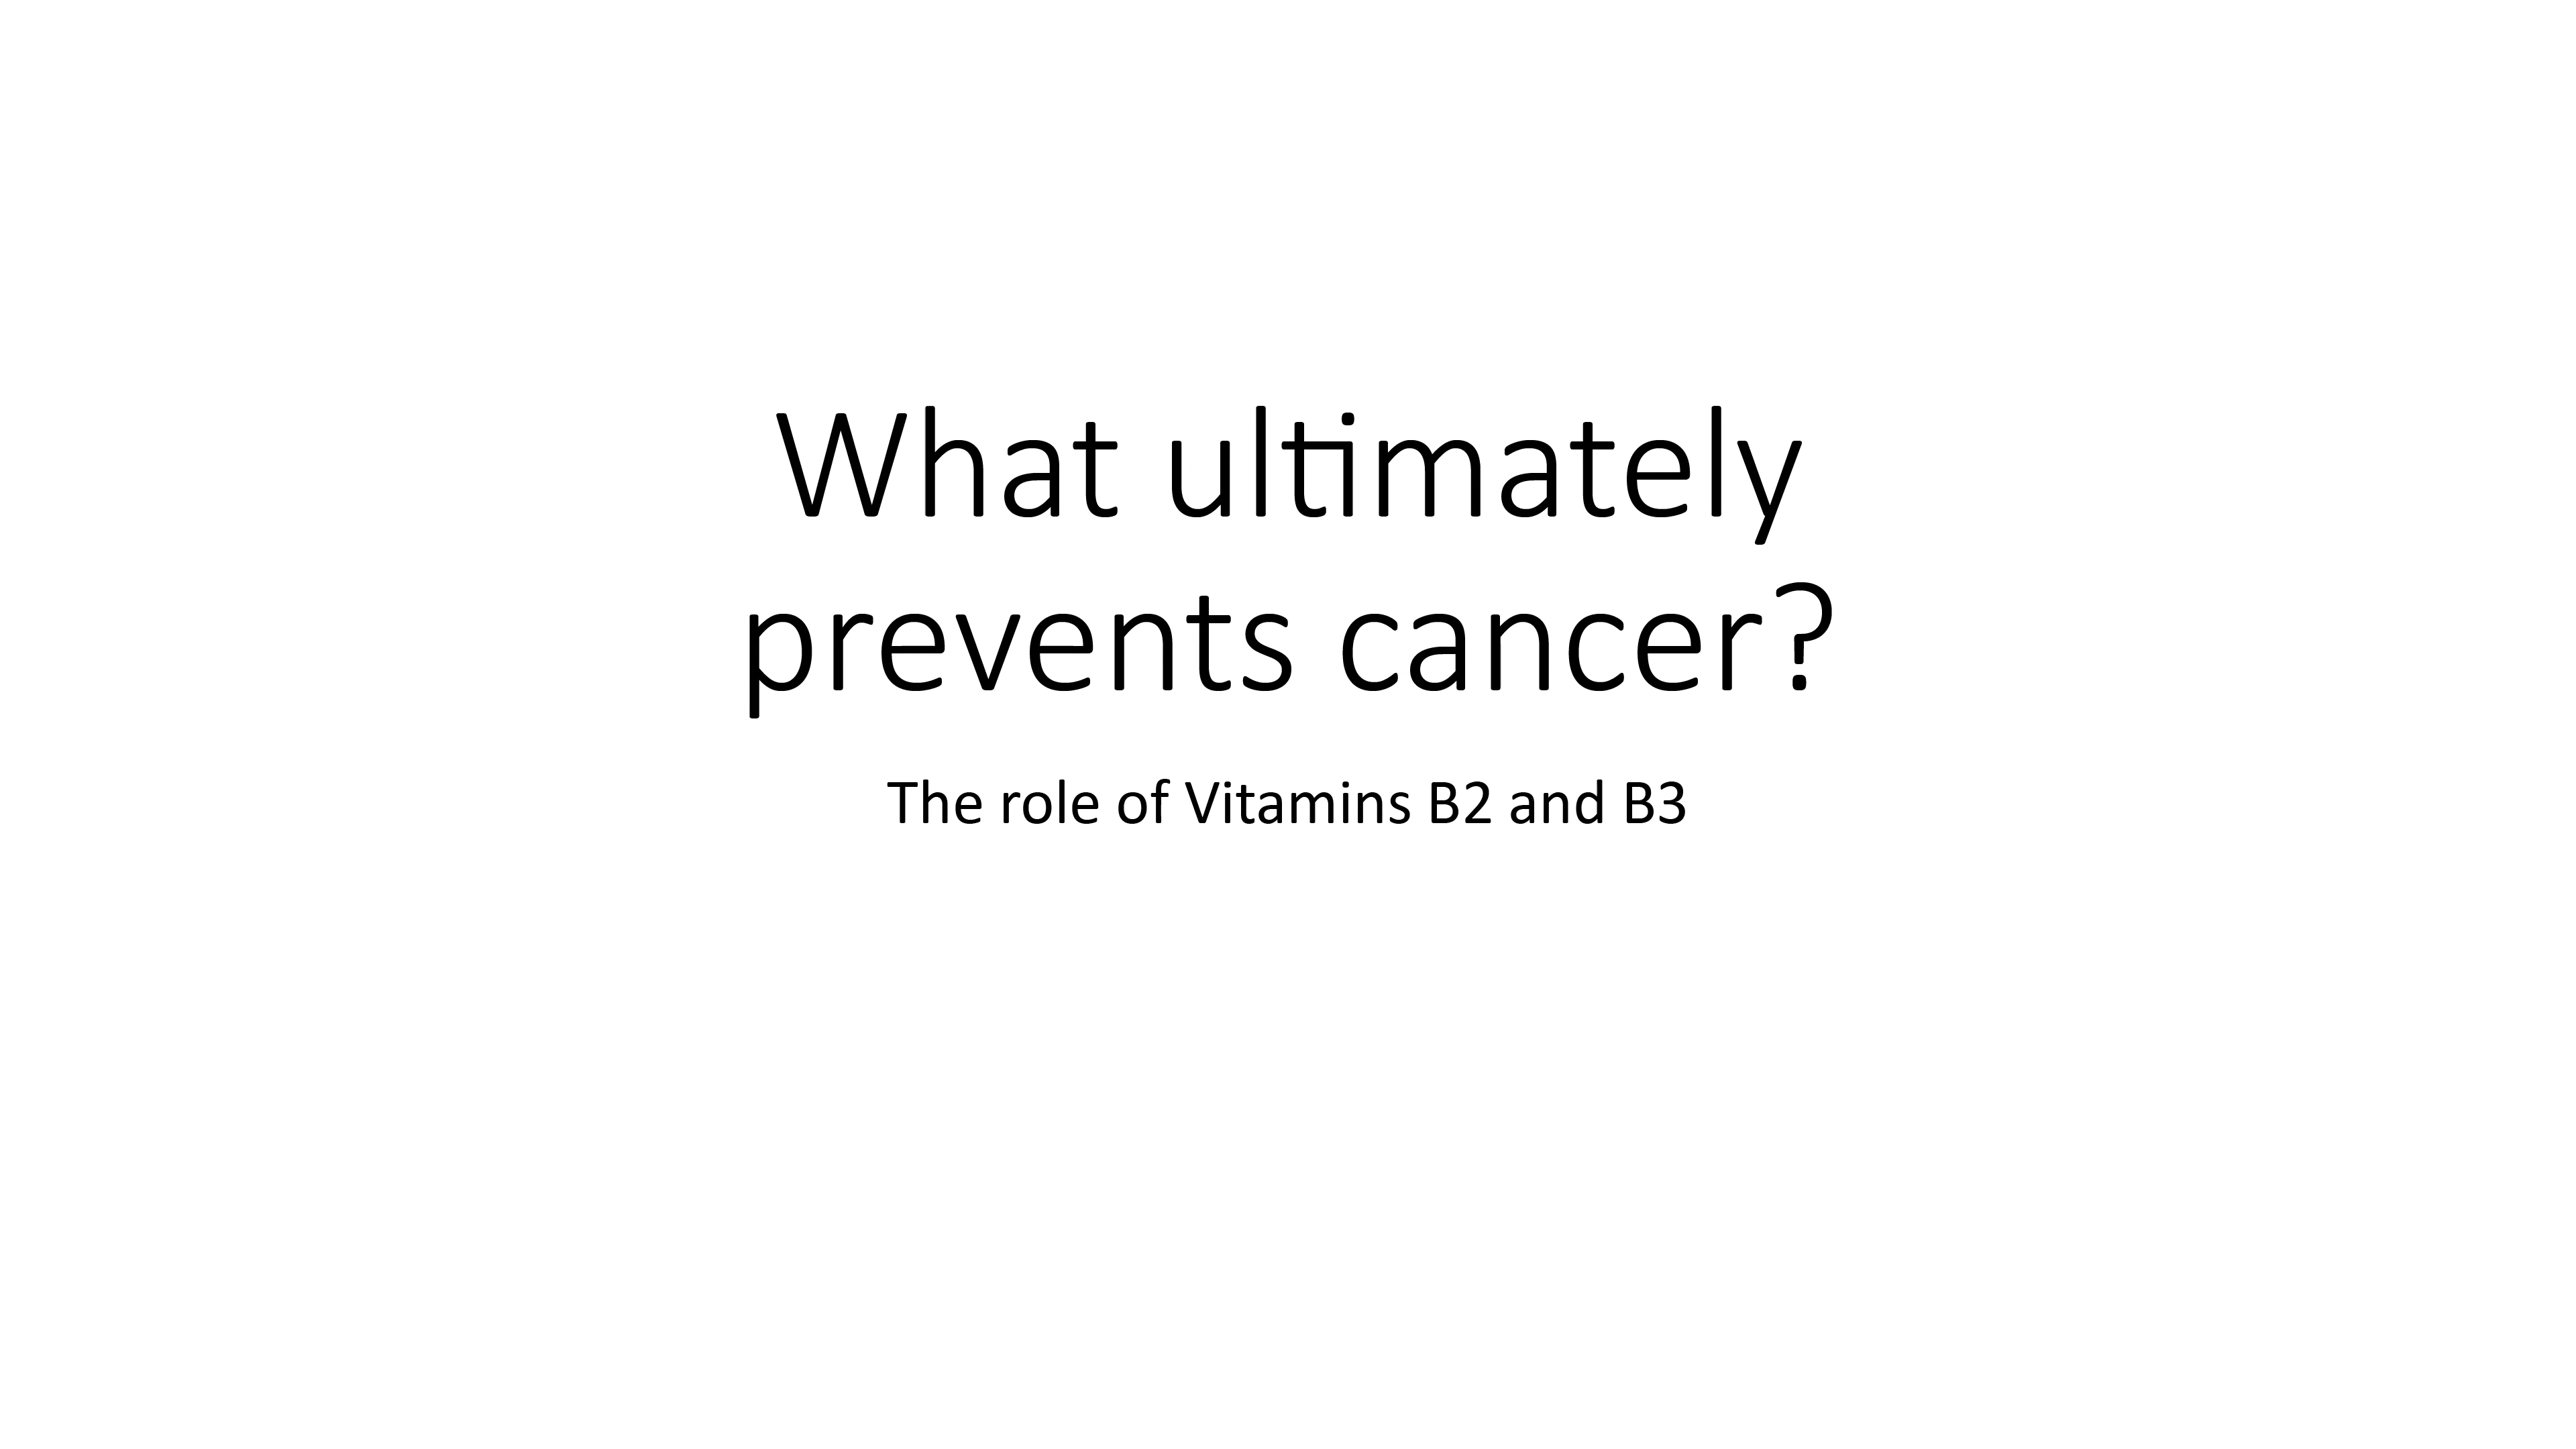 What ultimately
prevents cancer?
The role of Vitamins B2 and B3